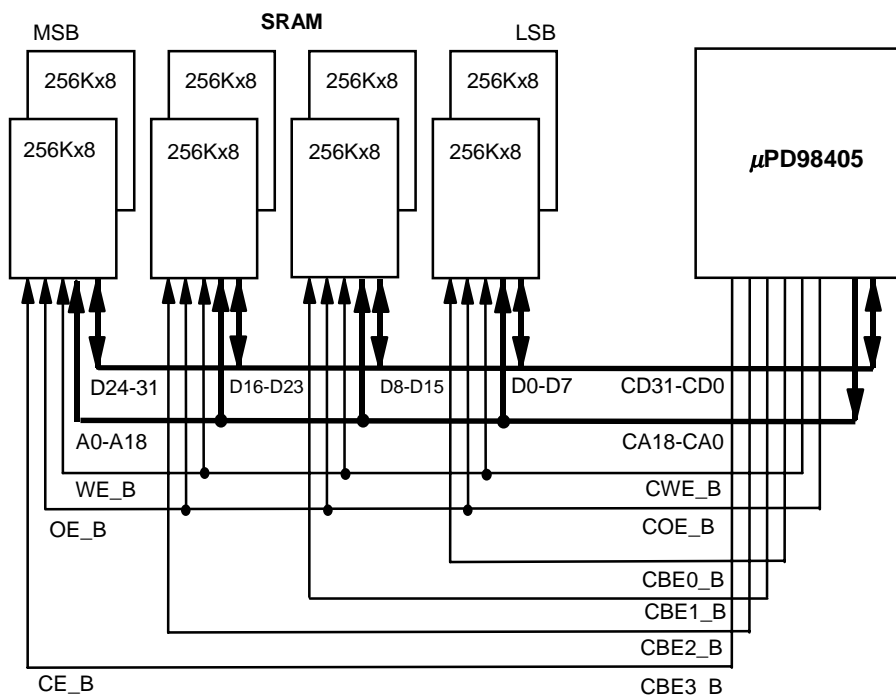 SRAM
MSB
LSB
256Kx8
256Kx8
256Kx8
256Kx8
256Kx8
256Kx8
256Kx8
256Kx8
µPD98405
D24-31
D16-D23
D8-D15
D0-D7
CD31-CD0
A0-A18
CA18-CA0
WE_B
CWE_B
OE_B
COE_B
CBE0_B
CBE1_B
CBE2_B
CE_B
CBE3_B